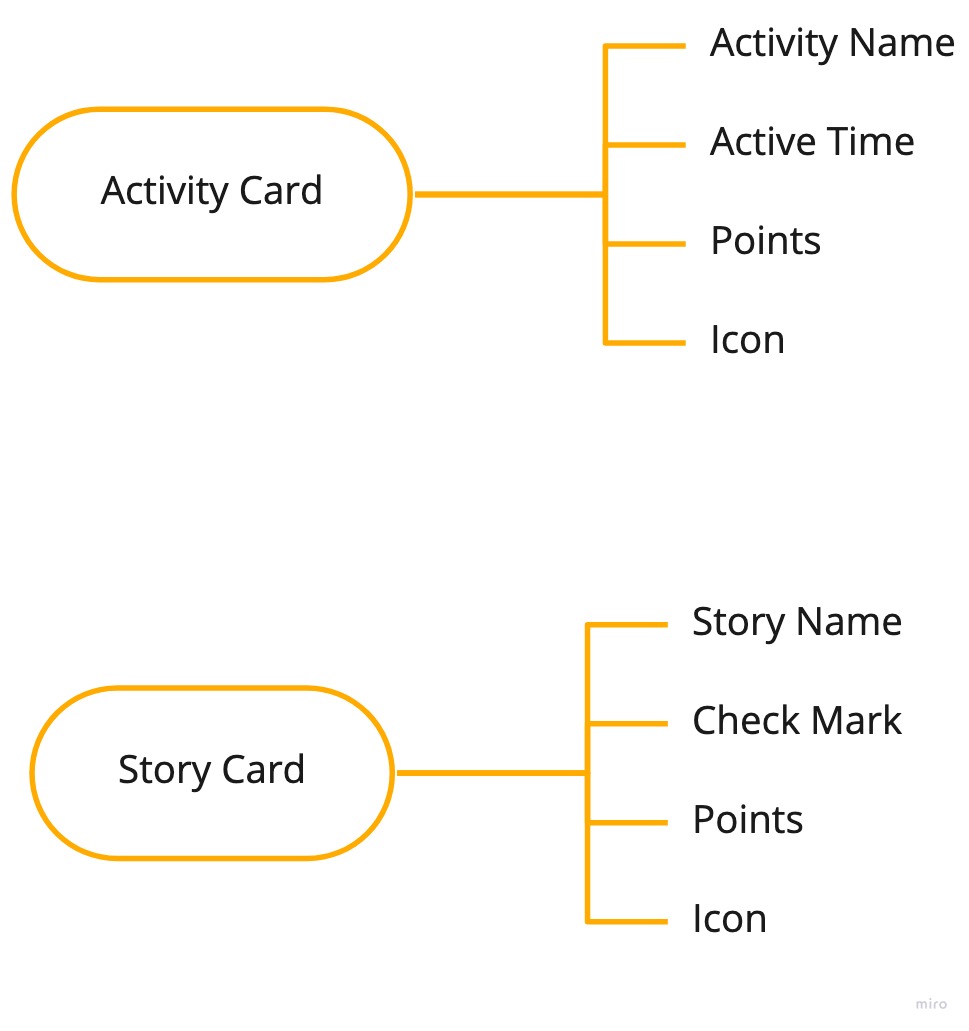 Activity Card
Activity Name
Active Time
Points
Icon
Story Card
Story Name
Check Mark
Points
Icon
miro